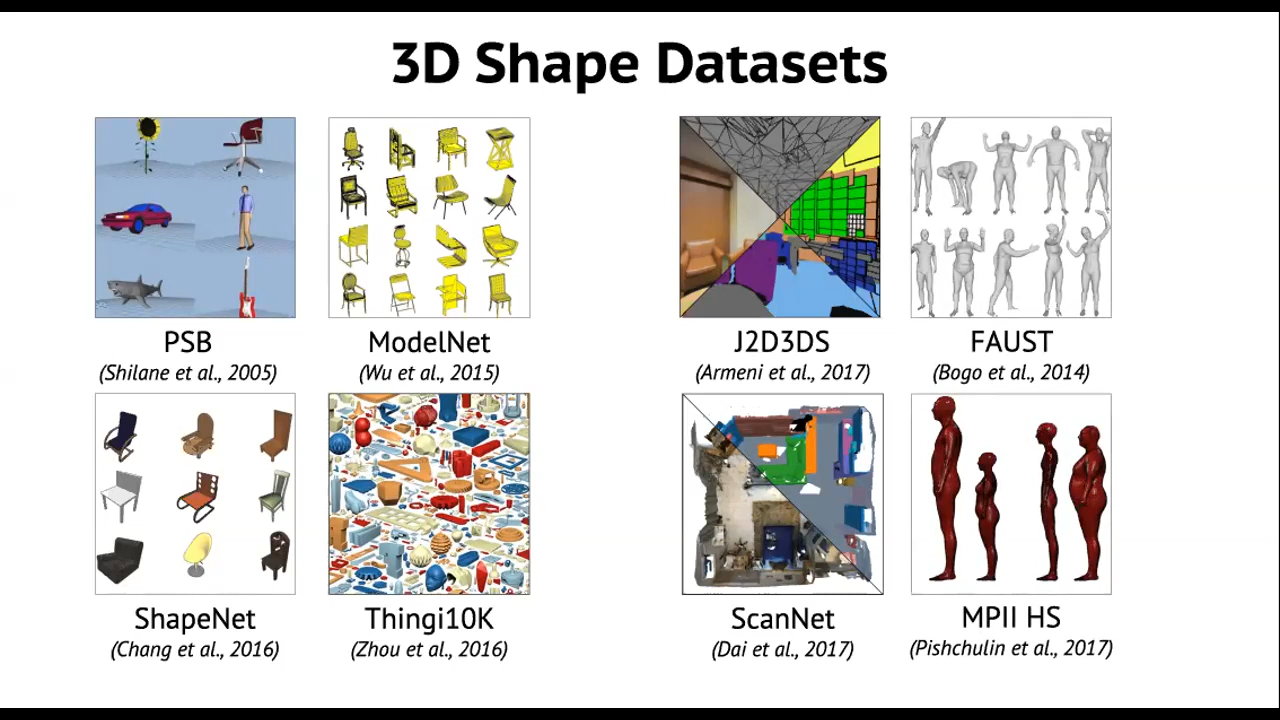 3D Shape Datasets
PSB
(Shilane et al., 2005)
ModelNet
(Wu et al., 2015)
J2D3DS
(Armeni et al., 2017)
FAUST
(Bogo et al., 2014)
ShapeNet
(Chang et al., 2016)
Thingi10K
(Zhou et al., 2016)
ScanNet
(Dai et al., 2017)
MPII HS
(Pishchulin et al., 2017)